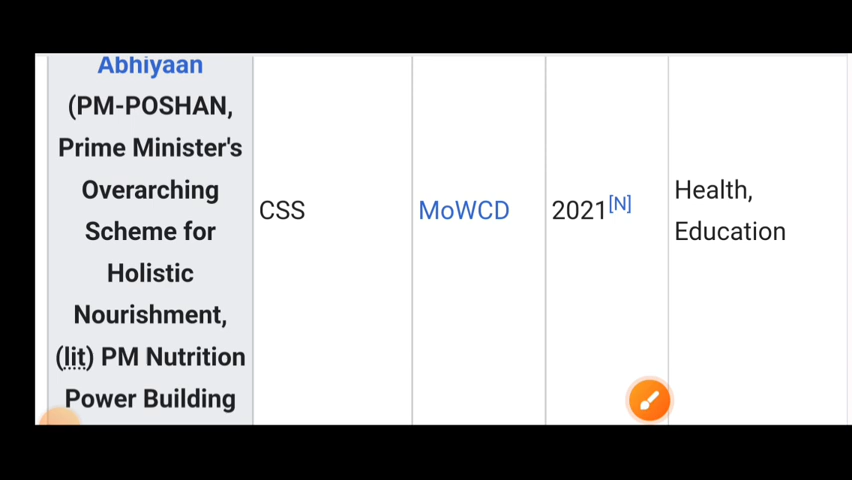 Abhiyaan
(PM-POSHAN,
Prime Minister's
Overarching
Scheme for
Holistic
Nourishment,
(lit) PM Nutrition
Power Building
CSS
MoWCD
2021[N]
Health,
Education